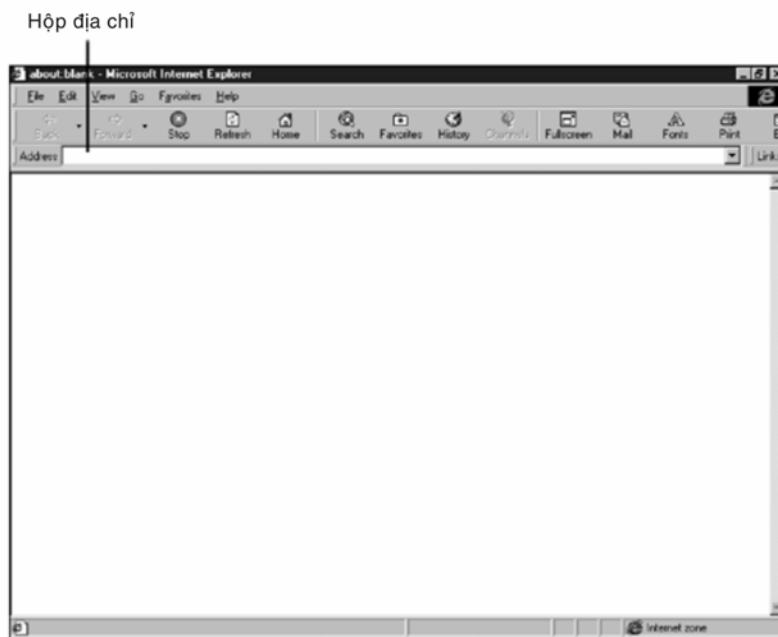 Hộp địa chỉ
about:blank - Microsoft Internet Explorer
File Edit View Go Favorites Help
Back Forward Stop Refresh Home Search Favorites History Channels Fullscreen Mail Fonts Print
Address Links
Internet zone